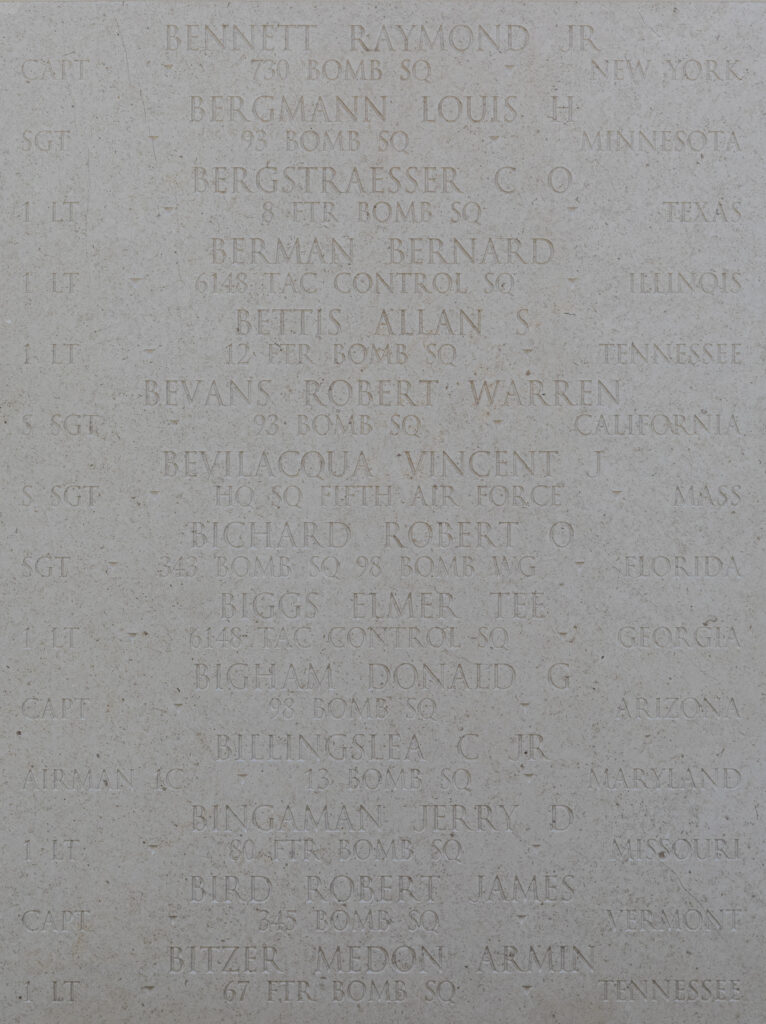 BENNETT RAYMOND JR
CAPT - 730 BOMB SQ - NEW YORK
BERGMANN LOUIS H
SGT - 93 BOMB SQ - MINNESOTA
BERGSTRAESSER C O
1 LT - 8 FTR BOMB SQ - TEXAS
BERMAN BERNARD
1 LT - 6148 TAC CONTROL SQ - ILLINOIS
BETTIS ALLAN S
1 LT - 12 FTR BOMB SQ - TENNESSEE
BEVANS ROBERT WARREN
S SGT - 93 BOMB SQ - CALIFORNIA
BEVILACQUA VINCENT J
S SGT - HQ SQ FIFTH AIR FORCE - MASS
BICHARD ROBERT O
SGT - 343 BOMB SQ 98 BOMB WG - FLORIDA
BIGGS ELMER TEE
1 LT - 6148 TAC CONTROL SQ - GEORGIA
BIGHAM DONALD G
CAPT - 98 BOMB SQ - ARIZONA
BILLINGSLEA C JR
AIRMAN 1C - 13 BOMB SQ - MARYLAND
BINGAMAN JERRY D
1 LT - 80 FTR BOMB SQ - MISSOURI
BIRD ROBERT JAMES
CAPT - 345 BOMB SQ - VERMONT
BITZER MEDON ARMIN
1 LT - 67 FTR BOMB SQ - TENNESSEE